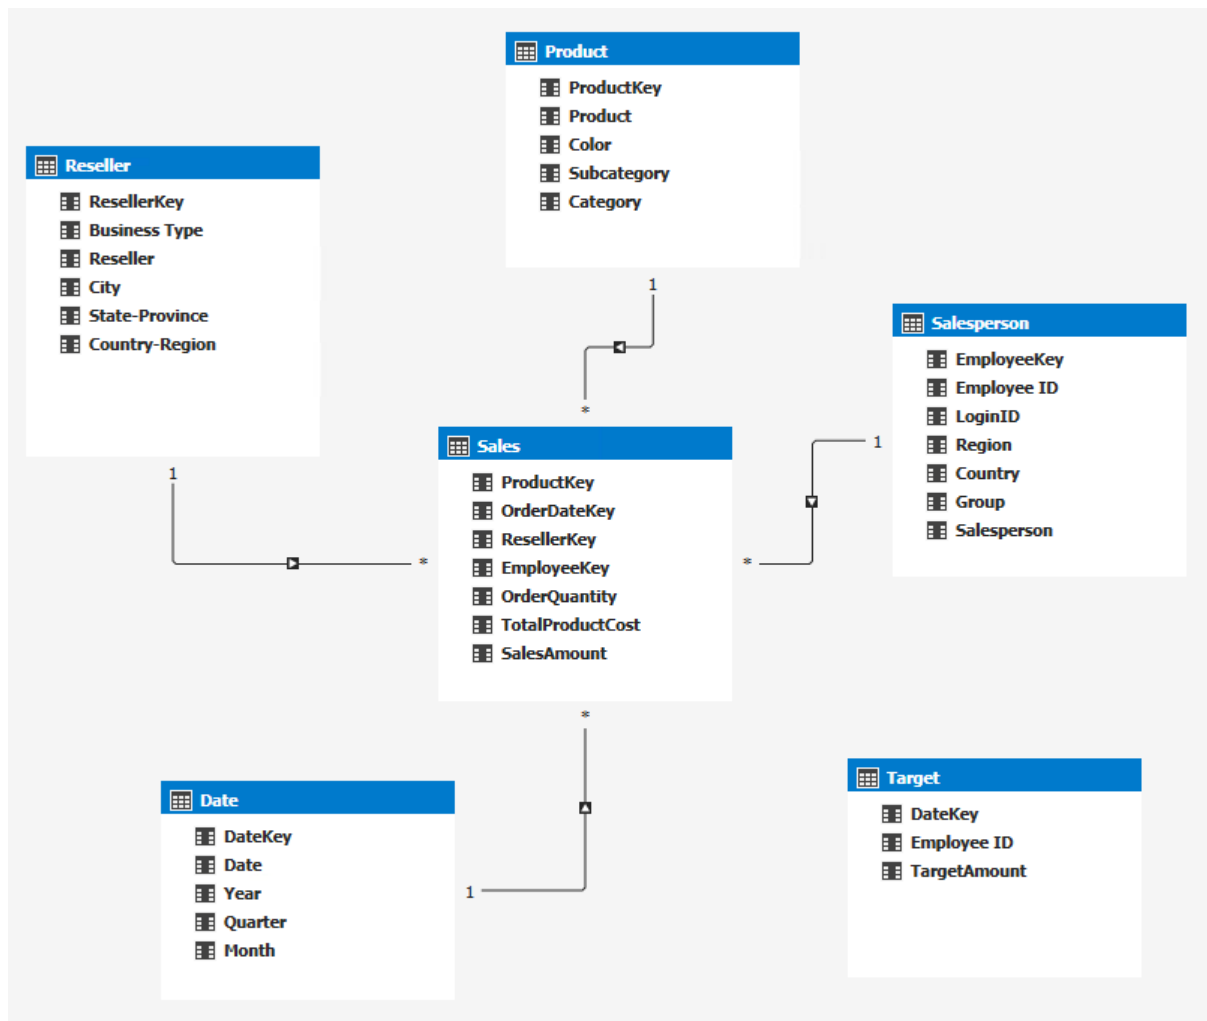 Product
ProductKey
Product
Color
Subcategory
Category
1
Reseller
ResellerKey
Business Type
Reseller
City
State-Province
Country-Region
1
*
Salesperson
EmployeeKey
Employee ID
LoginID
Region
Country
Group
Salesperson
1
*
Sales
ProductKey
OrderDateKey
ResellerKey
EmployeeKey
OrderQuantity
TotalProductCost
SalesAmount
*
*
Date
DateKey
Date
Year
Quarter
Month
1
Target
DateKey
Employee ID
TargetAmount